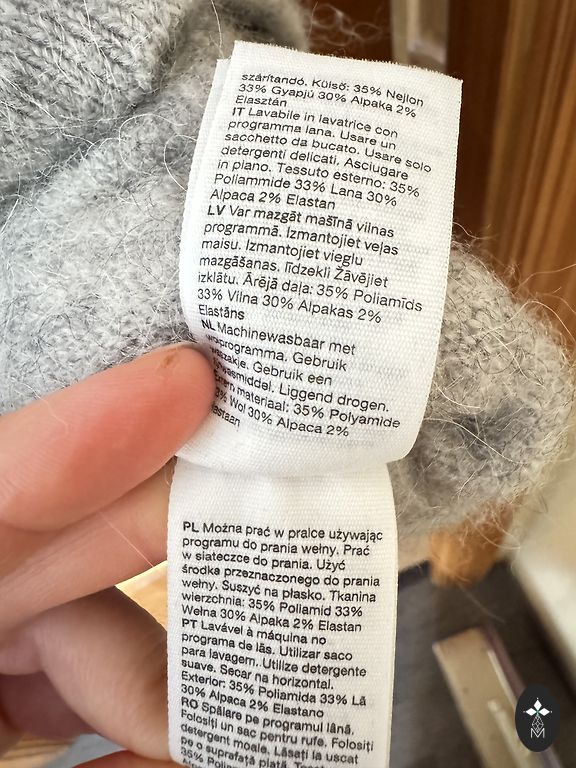 szárítandó. Külső: 35% Nejlon
33% Gyapjú 30% Alpaka 2%
Elasztán
IT Lavabile in lavatrice con
programma lana. Usare un
sacchetto da bucato. Usare solo
detergenti delicati. Asciugare
in piano. Tessuto esterno: 35%
Poliammide 33% Lana 30%
Alpaca 2% Elastan
LV Var mazgāt mašīnā vilnas
programmā. Izmantojiet veļas
maisu. Izmantojiet vieglu
mazgāšanas. līdzekli Žāvējiet
izklātu. Ārējā daļa: 35% Poliamīds
33% Vilna 30% Alpakas 2%
Elastāns
NL Machinewasbaar met
programma. Gebruik
Gebruik een
Liggend drogen.
materiaal: 35% Polyamide
Wol 30% Alpaca 2%
PL Można prać w pralce używając
programu do prania wełny. Prać
w siateczce do prania. Użyć
środka przeznaczonego do prania
wełny. Suszyć na płasko. Tkanina
wierzchnia: 35% Poliamid 33%
Wełna 30% Alpaka 2% Elastan
PT Lavável à máquina no
programa de lãs. Utilizar saco
para lavagem. Utilize detergente
suave. Secar na horizontal.
Exterior: 35% Poliamida 33% Lã
30% Alpaca 2% Elastano
RO Spălare pe programul lână.
Folosiți un sac pentru rufe. Folosiți
detergent moale. Lăsați la uscat
pe o suprafață plată.
35%